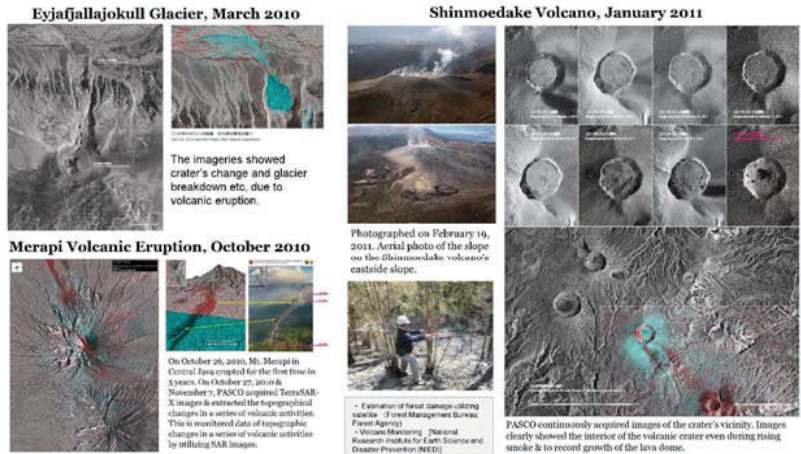 Eyjafjallajokull Glacier, March 2010
The imageries showed
crater's change and glacier
breakdown etc, due to
volcanic eruption.
Merapi Volcanic Eruption, October 2010
On October 26, 2010, Mt. Merapi in
Central Java erupted for the first time in
5 years. On October 27, 2010 &
November 7, PASCO acquired TerraSAR-
X images & extracted the topographical
changes in a series of volcanic activities.
This is monitored data of topographic
changes in a series of volcanic activities
by utilizing SAR images.
Shinmoedake Volcano, January 2011
Photographed on February 19,
2011. Aerial photo of the slope
on the Shinmoedake volcano's
eastside slope.
・ Estimation of forest damage utilizing
satellite (Forest Management Bureau,
Forest Agency)
・ Volcano Monitoring [National
Research Institute for Earth Science and
Disaster Prevention [NIED]]
PASCO continuously acquired images of the crater's vicinity. Images
clearly showed the interior of the volcanic crater even during rising
smoke & to record growth of the lava dome.